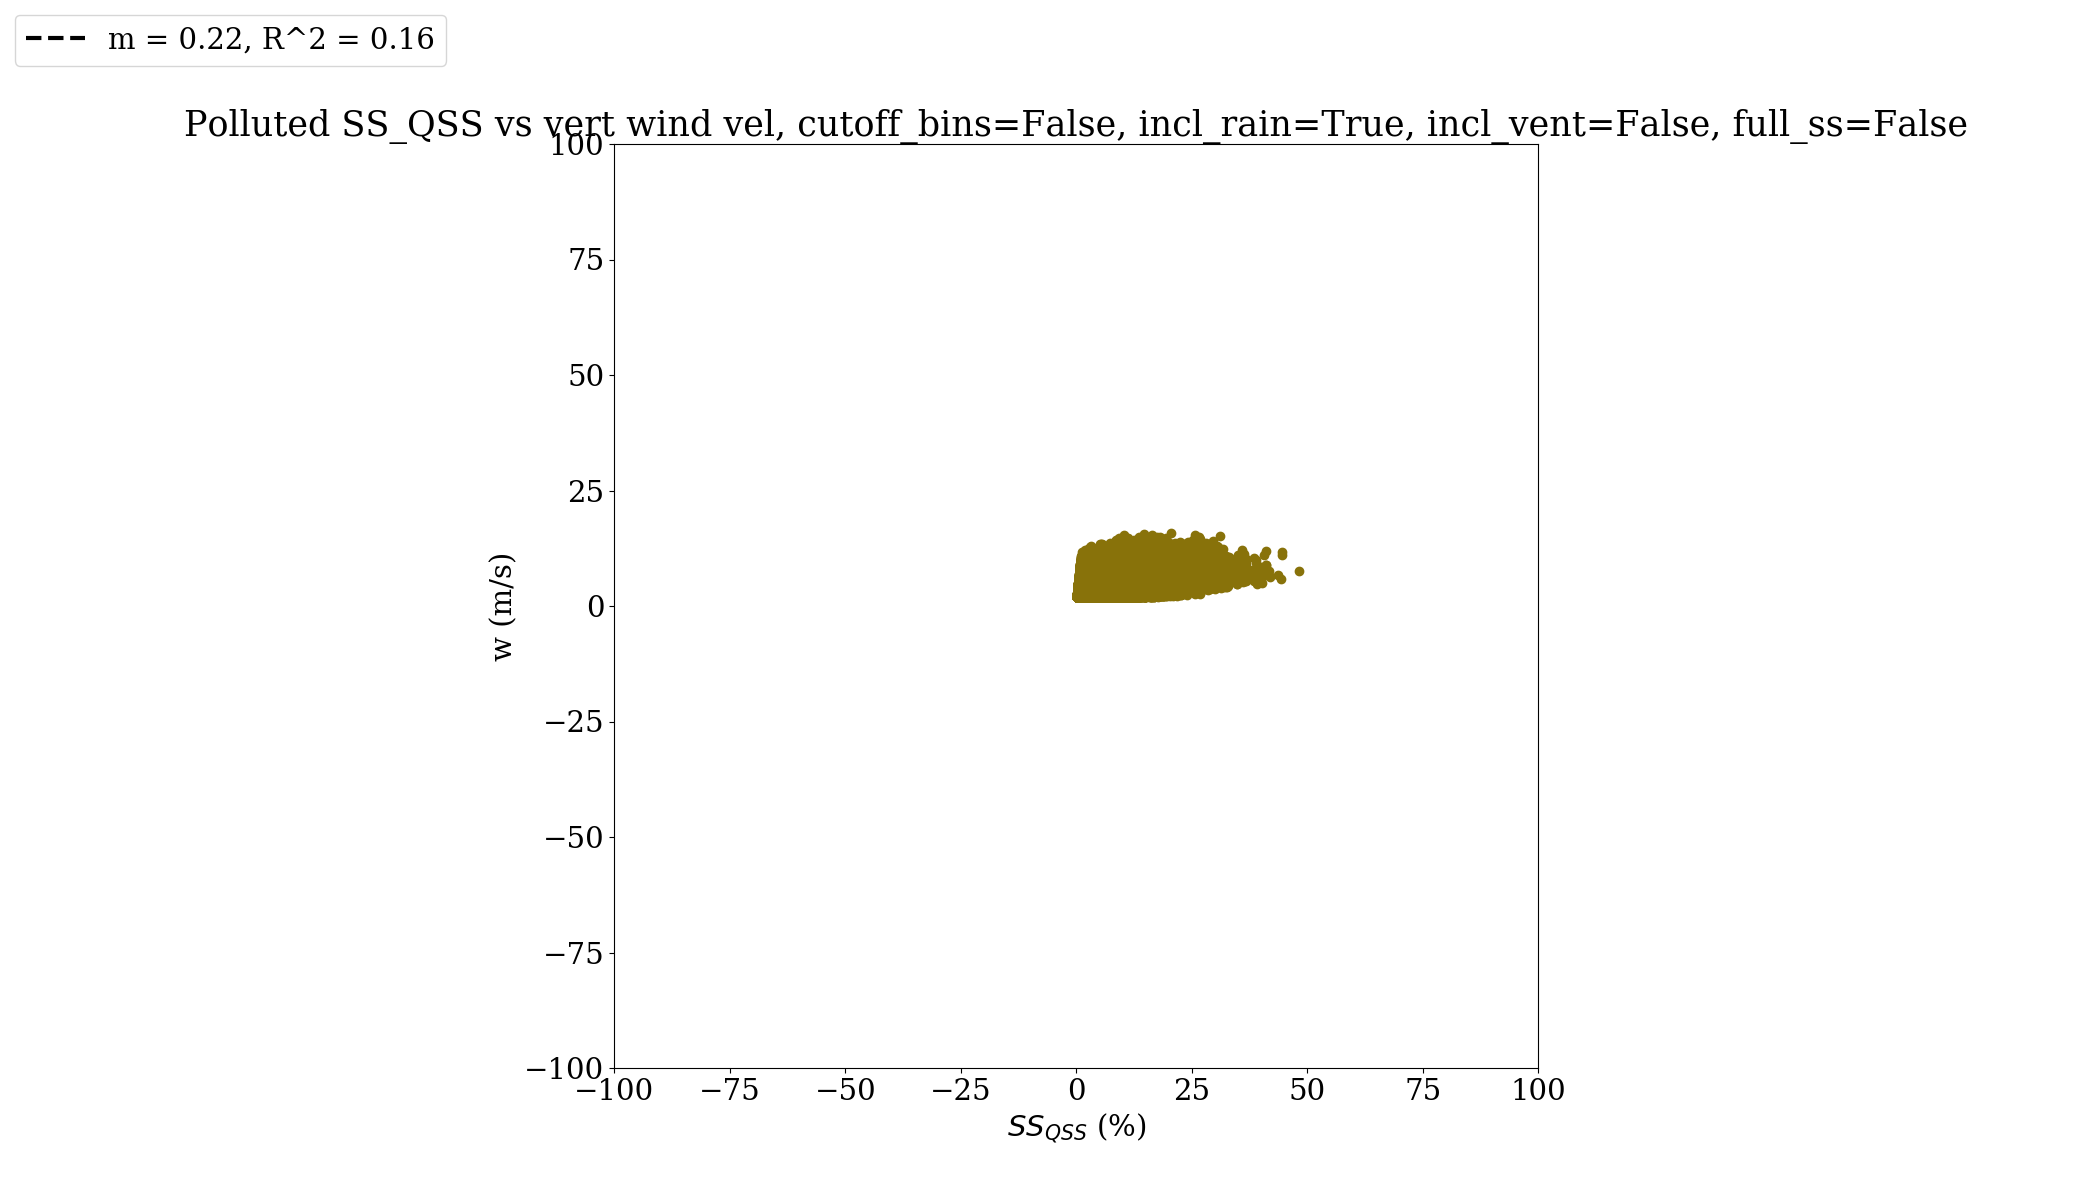 m = 0.22, R^2 = 0.16
Polluted SS_QSS vs vert wind vel, cutoff_bins=False, incl_rain=True, incl_vent=False, full_ss=False
100
75
50
25
0
−25
−50
−75
−100
w (m/s)
−100 −75 −50 −25 0 25 50 75 100
SS_QSS (%)